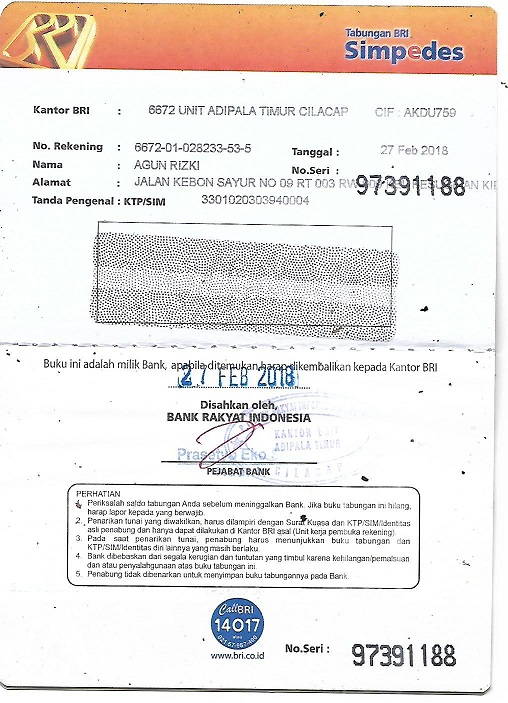 BRI
Tabungan BRI
Simpedes
Kantor BRI : 6672 UNIT ADIPALA TIMUR CILACAP CIF : AKDU759
No. Rekening : 6672-01-028233-53-5 Tanggal : 27 Feb 2018
Nama : AGUN RIZKI No.Seri : 97391188
Alamat : JALAN KEBON SAYUR NO 09 RT 003
Tanda Pengenal : KTP/SIM 3301020303940004
Buku ini adalah milik Bank, apabila ditemukan harap dikembalikan kepada Kantor BRI
27 FEB 2018
Disahkan oleh,
BANK RAKYAT INDONESIA
KANTOR UNIT
ADIPALA TIMUR
Prasetyo Eko
CILACAP
PEJABAT BANK
PERHATIAN
1. Periksalah saldo tabungan Anda sebelum meninggalkan Bank. Jika buku tabungan ini hilang,
harap lapor kepada yang berwajib.
2. Penarikan tunai yang diwakilkan, harus dilampiri dengan Surat Kuasa dan KTP/SIM/Identitas
asli penabung dan hanya dapat dilakukan di Kantor BRI asal (Unit kerja pembuka rekening).
3. Pada saat penarikan tunai, penabung harus menunjukkan buku tabungan dan
KTP/SIM/Identitas diri lainnya yang masih berlaku.
4. Bank dibebaskan dari segala kerugian dan tuntutan yang timbul karena kehilangan/pemalsuan
dan atau penyalahgunaan atas buku tabungan ini.
5. Penabung tidak dibenarkan untuk menyimpan buku tabungannya pada Bank.
Call BRI
14017
atau
www.bri.co.id
No.Seri : 97391188